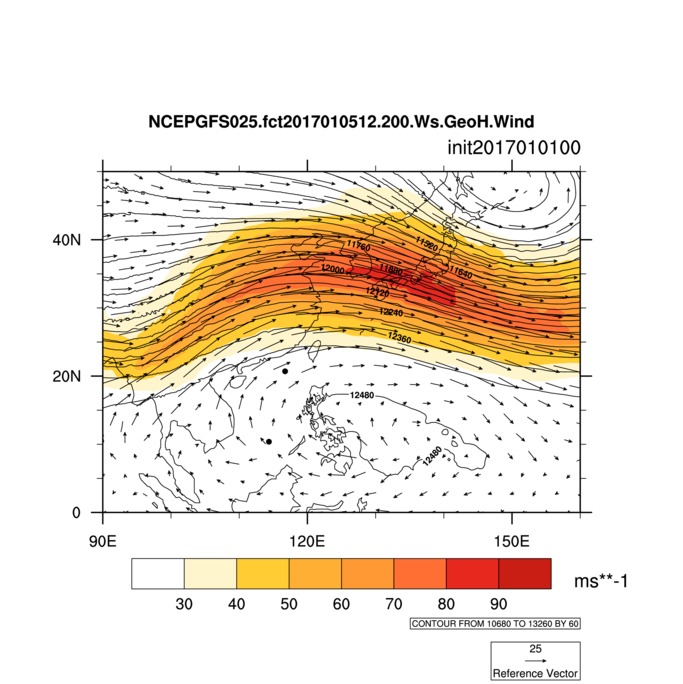 NCEPGFS025.fct2017010512.200.Ws.GeoH.Wind
init2017010100
40N
20N
0
11760
11520
12000
11880
11640
12120
12240
12360
12480
12480
90E 120E 150E
30 40 50 60 70 80 90
ms**-1
CONTOUR FROM 10680 TO 13260 BY 60
25
Reference Vector